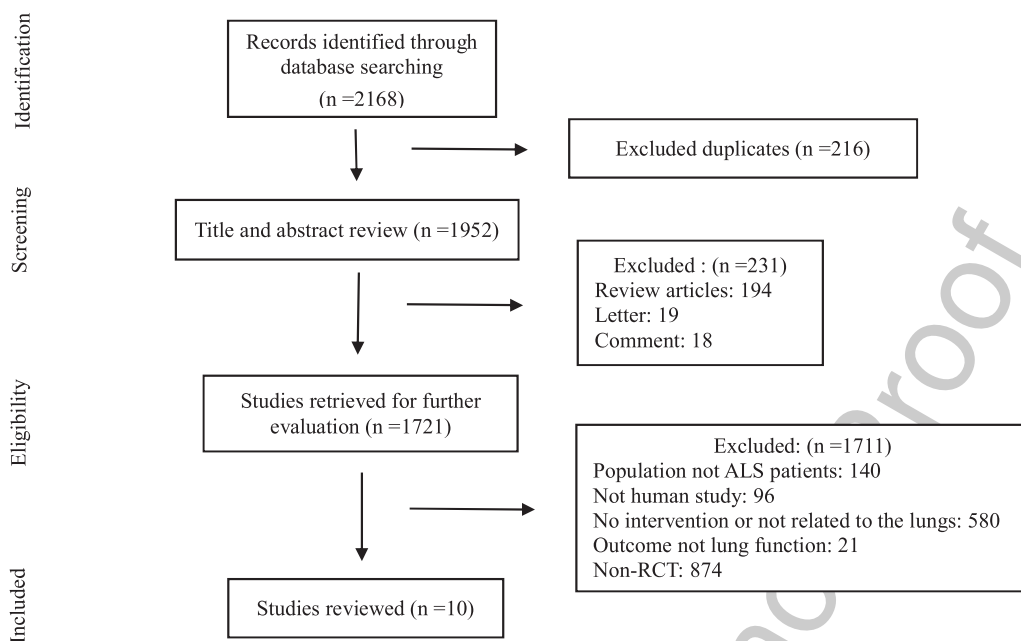 Identification
Records identified through
database searching
(n =2168)
Excluded duplicates (n =216)
Screening
Title and abstract review (n =1952)
Excluded : (n =231)
Review articles: 194
Letter: 19
Comment: 18
Eligibility
Studies retrieved for further
evaluation (n =1721)
Excluded: (n =1711)
Population not ALS patients: 140
Not human study: 96
No intervention or not related to the lungs: 580
Outcome not lung function: 21
Non-RCT: 874
Included
Studies reviewed (n =10)
Proof